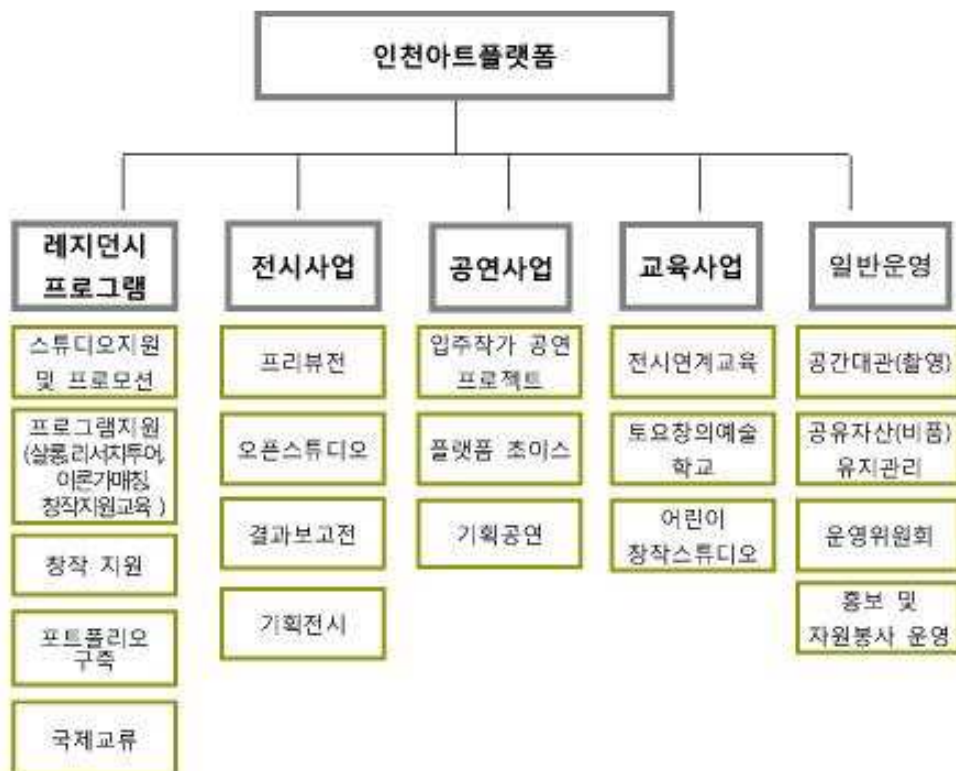 인천아트플랫폼
레지던시
프로그램
스튜디오지원
및 프로모션
프로그램지원
(살롱,리서치투어,
이론가매칭,
창작지원교육 )
창작 지원
포트폴리오
구축
국제교류
전시사업
프리뷰전
오픈스튜디오
결과보고전
기획전시
공연사업
입주작가 공연
프로젝트
플랫폼 초이스
기획공연
교육사업
전시연계교육
토요창의예술
학교
어린이
창작스튜디오
일반운영
공간대관(촬영)
공유자산(비품)
유지관리
운영위원회
홍보 및
자원봉사 운영